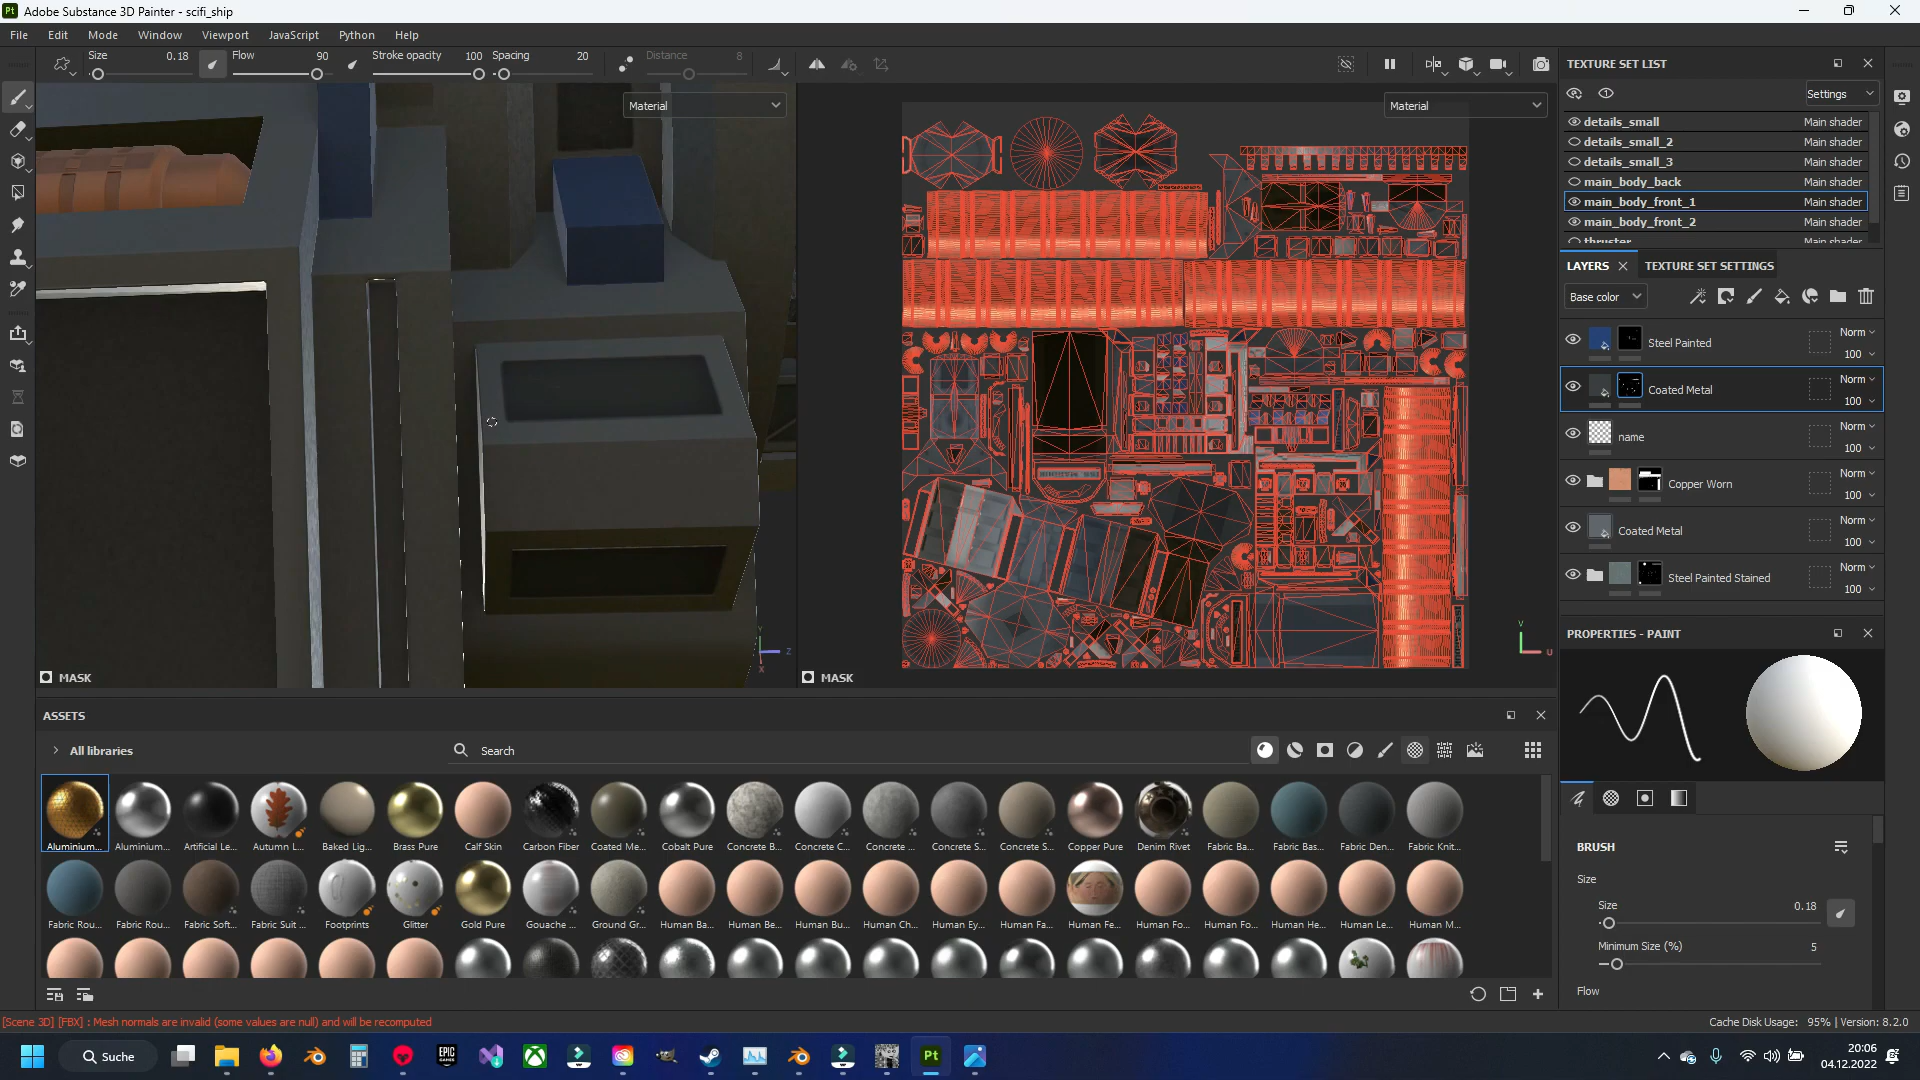 Pt Adobe Substance 3D Painter - scifi_ship
File Edit Mode Window Viewport JavaScript Python Help
Size 0.18 Flow 90 Stroke opacity 100 Spacing 20 Distance 8
Material
Material
MASK
MASK
Y
Z
X
V
U
TEXTURE SET LIST
Settings
details_small Main shader
details_small_2 Main shader
details_small_3 Main shader
main_body_back Main shader
main_body_front_1 Main shader
main_body_front_2 Main shader
thruster Main shader
LAYERS TEXTURE SET SETTINGS
Base color
Steel Painted Norm 100
Coated Metal Norm 100
name Norm 100
Copper Worn Norm 100
Coated Metal Norm 100
Steel Painted Stained Norm 100
PROPERTIES - PAINT
BRUSH
Size
Size 0.18
Minimum Size (%) 5
Flow
ASSETS
All libraries
Search
Aluminium... Aluminium... Artificial Le... Autumn L... Baked Lig... Brass Pure Calf Skin Carbon Fiber Coated Me... Cobalt Pure Concrete B... Concrete C... Concrete ... Concrete S... Concrete S... Copper Pure Denim Rivet Fabric Ba... Fabric Bas... Fabric Den... Fabric Knit...
Fabric Rou... Fabric Rou... Fabric Soft... Fabric Suit ... Footprints Glitter Gold Pure Gouache ... Ground Gr... Human Ba... Human Be... Human Bu... Human Ch... Human Ey... Human Fa... Human Fe... Human Fo... Human Fo... Human He... Human Le... Human M...
[Scene 3D] [FBX] : Mesh normals are invalid (some values are null) and will be recomputed
Cache Disk Usage: 95% | Version: 8.2.0
Suche
EPIC GAMES
Pt
20:06
04.12.2022